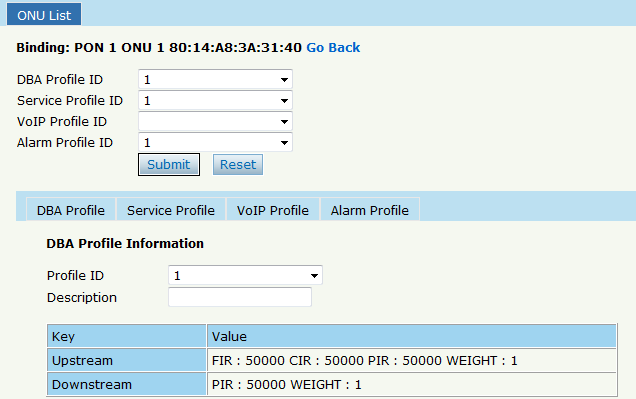 ONU List
Binding: PON 1 ONU 1 80:14:A8:3A:31:40 Go Back
DBA Profile ID 1
Service Profile ID 1
VoIP Profile ID
Alarm Profile ID 1
Submit Reset
DBA Profile Service Profile VoIP Profile Alarm Profile
DBA Profile Information
Profile ID 1
Description
Key Value
Upstream FIR : 50000 CIR : 50000 PIR : 50000 WEIGHT : 1
Downstream PIR : 50000 WEIGHT : 1